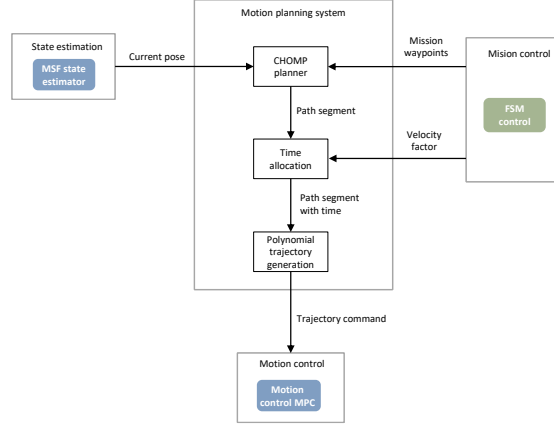 Motion planning system
State estimation
MSF state
estimator
Current pose
CHOMP
planner
Mission
waypoints
Mision control
FSM
control
Path segment
Time
allocation
Velocity
factor
Path segment
with time
Polynomial
trajectory
generation
Trajectory command
Motion control
Motion
control MPC